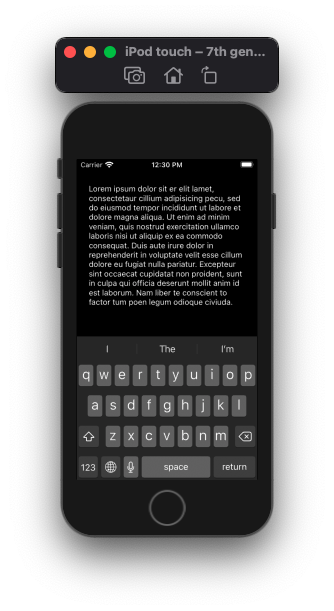 iPod touch – 7th gen...
Carrier 12:30 PM
Lorem ipsum dolor sit er elit lamet,
consectetaur cillium adipisicing pecu, sed
do eiusmod tempor incididunt ut labore et
dolore magna aliqua. Ut enim ad minim
veniam, quis nostrud exercitation ullamco
laboris nisi ut aliquip ex ea commodo
consequat. Duis aute irure dolor in
reprehenderit in voluptate velit esse cillum
dolore eu fugiat nulla pariatur. Excepteur
sint occaecat cupidatat non proident, sunt
in culpa qui officia deserunt mollit anim id
est laborum. Nam liber te conscient to
factor tum poen legum odioque civiuda.
I The I'm
q w e r t y u i o p
a s d f g h j k l
z x c v b n m
123 space return